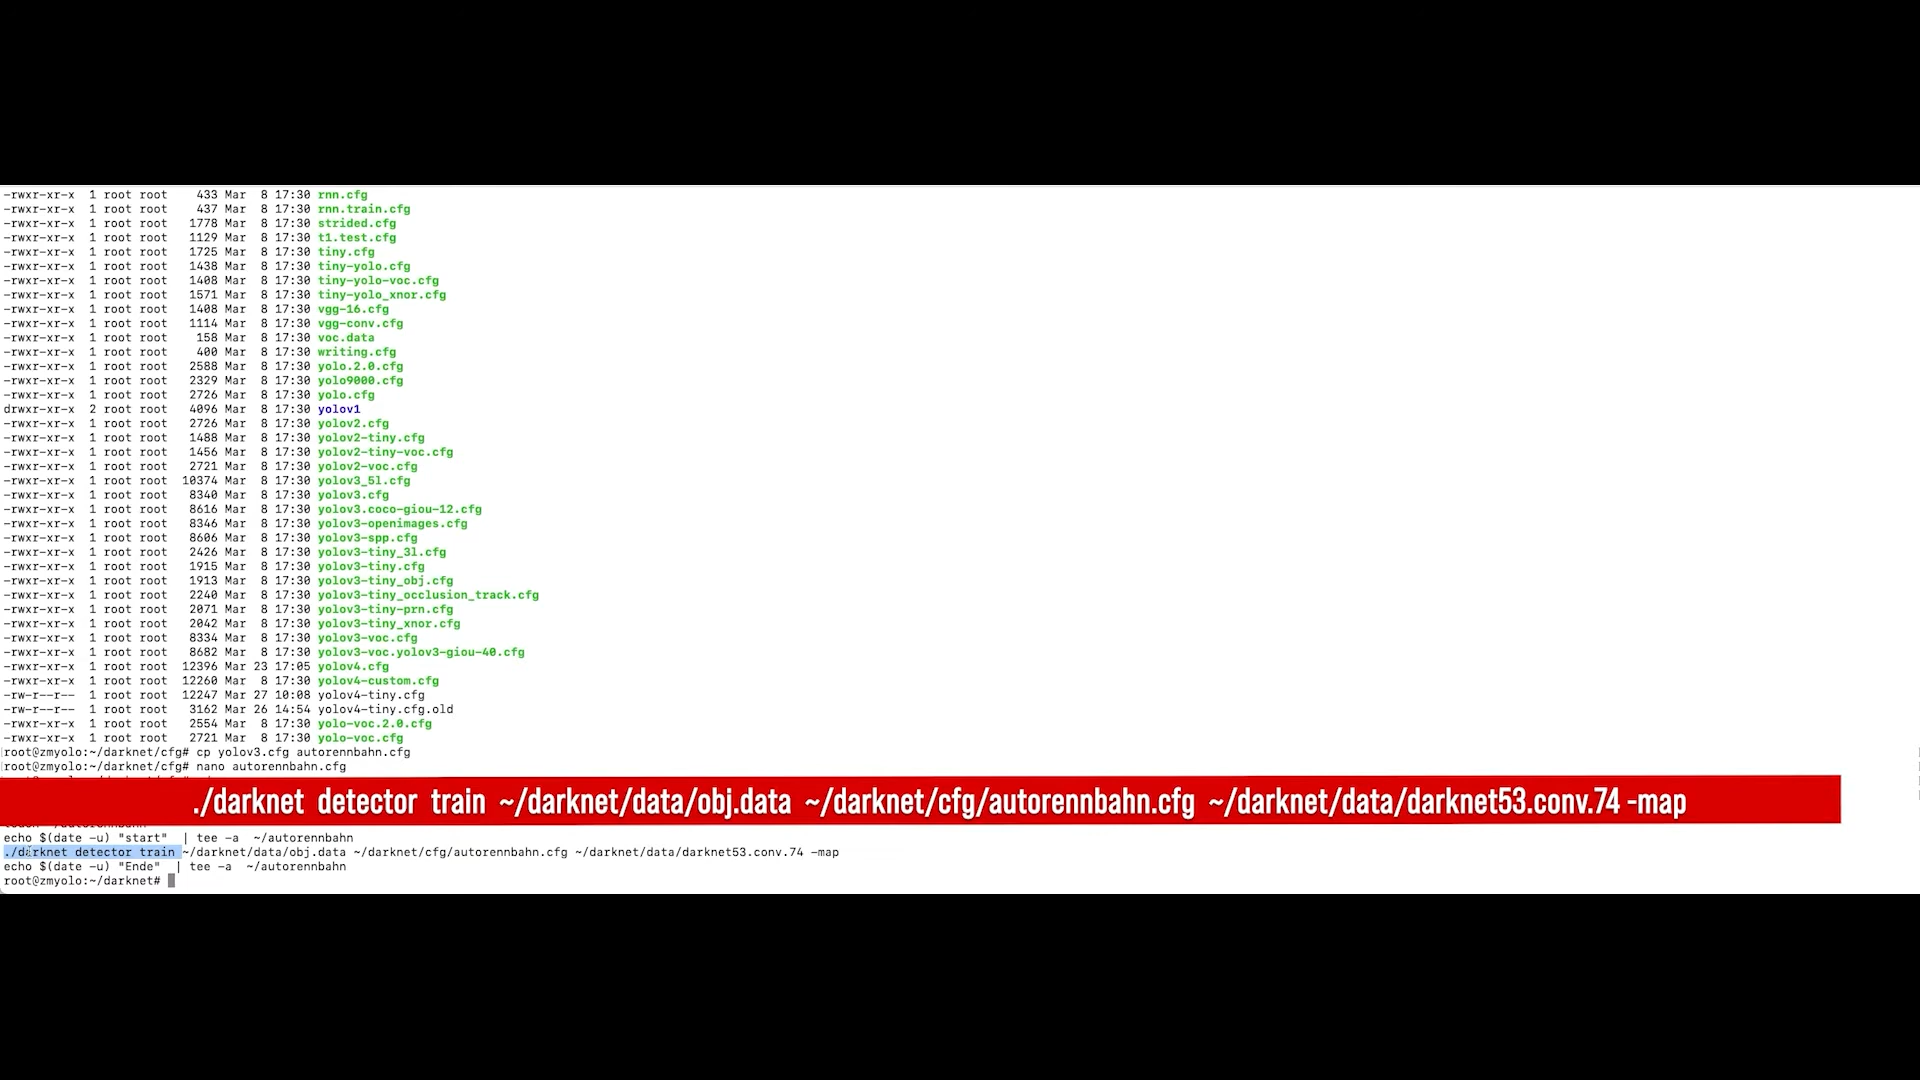 -rwxr-xr-x 1 root root 433 Mar 8 17:30 rnn.cfg
-rwxr-xr-x 1 root root 437 Mar 8 17:30 rnn.train.cfg
-rwxr-xr-x 1 root root 1778 Mar 8 17:30 strided.cfg
-rwxr-xr-x 1 root root 1129 Mar 8 17:30 t1.test.cfg
-rwxr-xr-x 1 root root 1725 Mar 8 17:30 tiny.cfg
-rwxr-xr-x 1 root root 1438 Mar 8 17:30 tiny-yolo.cfg
-rwxr-xr-x 1 root root 1408 Mar 8 17:30 tiny-yolo-voc.cfg
-rwxr-xr-x 1 root root 1571 Mar 8 17:30 tiny-yolo_xnor.cfg
-rwxr-xr-x 1 root root 1408 Mar 8 17:30 vgg-16.cfg
-rwxr-xr-x 1 root root 1114 Mar 8 17:30 vgg-conv.cfg
-rwxr-xr-x 1 root root 158 Mar 8 17:30 voc.data
-rwxr-xr-x 1 root root 400 Mar 8 17:30 writing.cfg
-rwxr-xr-x 1 root root 2588 Mar 8 17:30 yolo.2.0.cfg
-rwxr-xr-x 1 root root 2329 Mar 8 17:30 yolo9000.cfg
-rwxr-xr-x 1 root root 2726 Mar 8 17:30 yolo.cfg
drwxr-xr-x 2 root root 4096 Mar 8 17:30 yolov1
-rwxr-xr-x 1 root root 2726 Mar 8 17:30 yolov2.cfg
-rwxr-xr-x 1 root root 1488 Mar 8 17:30 yolov2-tiny.cfg
-rwxr-xr-x 1 root root 1456 Mar 8 17:30 yolov2-tiny-voc.cfg
-rwxr-xr-x 1 root root 2721 Mar 8 17:30 yolov2-voc.cfg
-rwxr-xr-x 1 root root 10374 Mar 8 17:30 yolov3_5l.cfg
-rwxr-xr-x 1 root root 8340 Mar 8 17:30 yolov3.cfg
-rwxr-xr-x 1 root root 8616 Mar 8 17:30 yolov3.coco-giou-12.cfg
-rwxr-xr-x 1 root root 8346 Mar 8 17:30 yolov3-openimages.cfg
-rwxr-xr-x 1 root root 8606 Mar 8 17:30 yolov3-spp.cfg
-rwxr-xr-x 1 root root 2426 Mar 8 17:30 yolov3-tiny_3l.cfg
-rwxr-xr-x 1 root root 1915 Mar 8 17:30 yolov3-tiny.cfg
-rwxr-xr-x 1 root root 1913 Mar 8 17:30 yolov3-tiny_obj.cfg
-rwxr-xr-x 1 root root 2240 Mar 8 17:30 yolov3-tiny_occlusion_track.cfg
-rwxr-xr-x 1 root root 2071 Mar 8 17:30 yolov3-tiny-prn.cfg
-rwxr-xr-x 1 root root 2042 Mar 8 17:30 yolov3-tiny_xnor.cfg
-rwxr-xr-x 1 root root 8334 Mar 8 17:30 yolov3-voc.cfg
-rwxr-xr-x 1 root root 8682 Mar 8 17:30 yolov3-voc.yolov3-giou-40.cfg
-rwxr-xr-x 1 root root 12396 Mar 23 17:05 yolov4.cfg
-rwxr-xr-x 1 root root 12260 Mar 8 17:30 yolov4-custom.cfg
-rw-r--r-- 1 root root 12247 Mar 27 10:08 yolov4-tiny.cfg
-rw-r--r-- 1 root root 3162 Mar 26 14:54 yolov4-tiny.cfg.old
-rwxr-xr-x 1 root root 2554 Mar 8 17:30 yolo-voc.2.0.cfg
-rwxr-xr-x 1 root root 2721 Mar 8 17:30 yolo-voc.cfg
root@zmyolo:~/darknet/cfg# cp yolov3.cfg autorennbahn.cfg
root@zmyolo:~/darknet/cfg# nano autorennbahn.cfg
./darknet detector train ~/darknet/data/obj.data ~/darknet/cfg/autorennbahn.cfg ~/darknet/data/darknet53.conv.74 -map
echo $(date -u) "start" | tee -a ~/autorennbahn
./darknet detector train ~/darknet/data/obj.data ~/darknet/cfg/autorennbahn.cfg ~/darknet/data/darknet53.conv.74 -map
echo $(date -u) "Ende" | tee -a ~/autorennbahn
root@zmyolo:~/darknet#